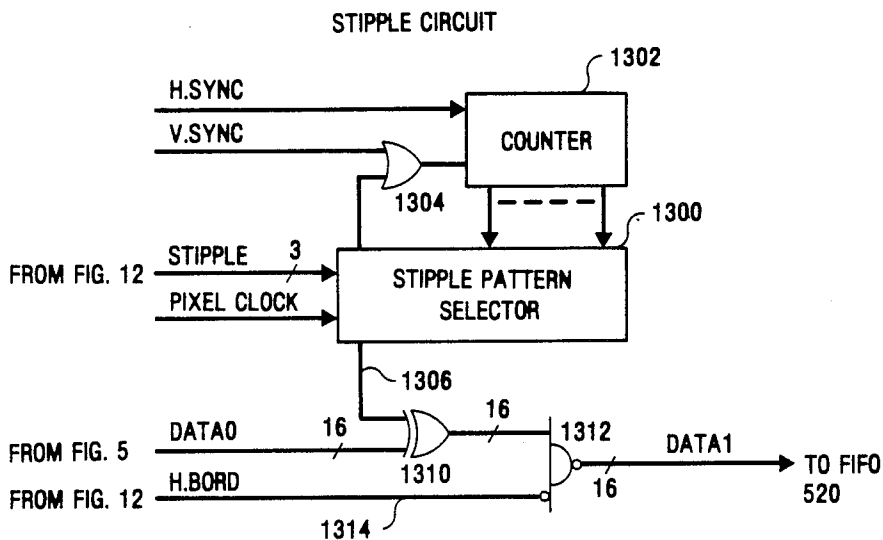 STIPPLE CIRCUIT
1302
H.SYNC
V.SYNC
COUNTER
1304
1300
FROM FIG. 12
STIPPLE
3
PIXEL CLOCK
STIPPLE PATTERN
SELECTOR
1306
FROM FIG. 5
DATA0
16
1310
16
1312
DATA1
16
TO FIFO
520
FROM FIG. 12
H.BORD
1314